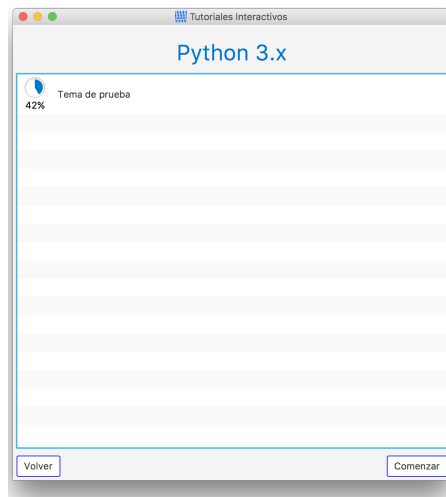 Tutoriales Interactivos
Python 3.x
Tema de prueba
42%
Volver
Comenzar